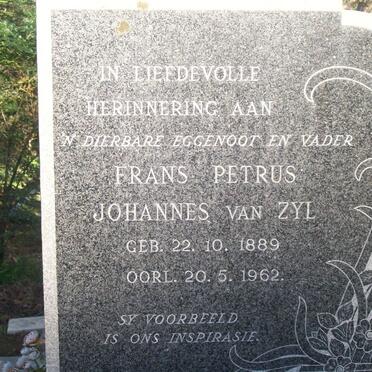 IN LIEFDEVOLLE
HERINNERING AAN
'N DIERBARE EGGENOOT EN VADER
FRANS PETRUS
JOHANNES VAN ZYL
GEB. 22. 10. 1889
OORL. 20. 5. 1962.
SY VOORBEELD
IS ONS INSPIRASIE.